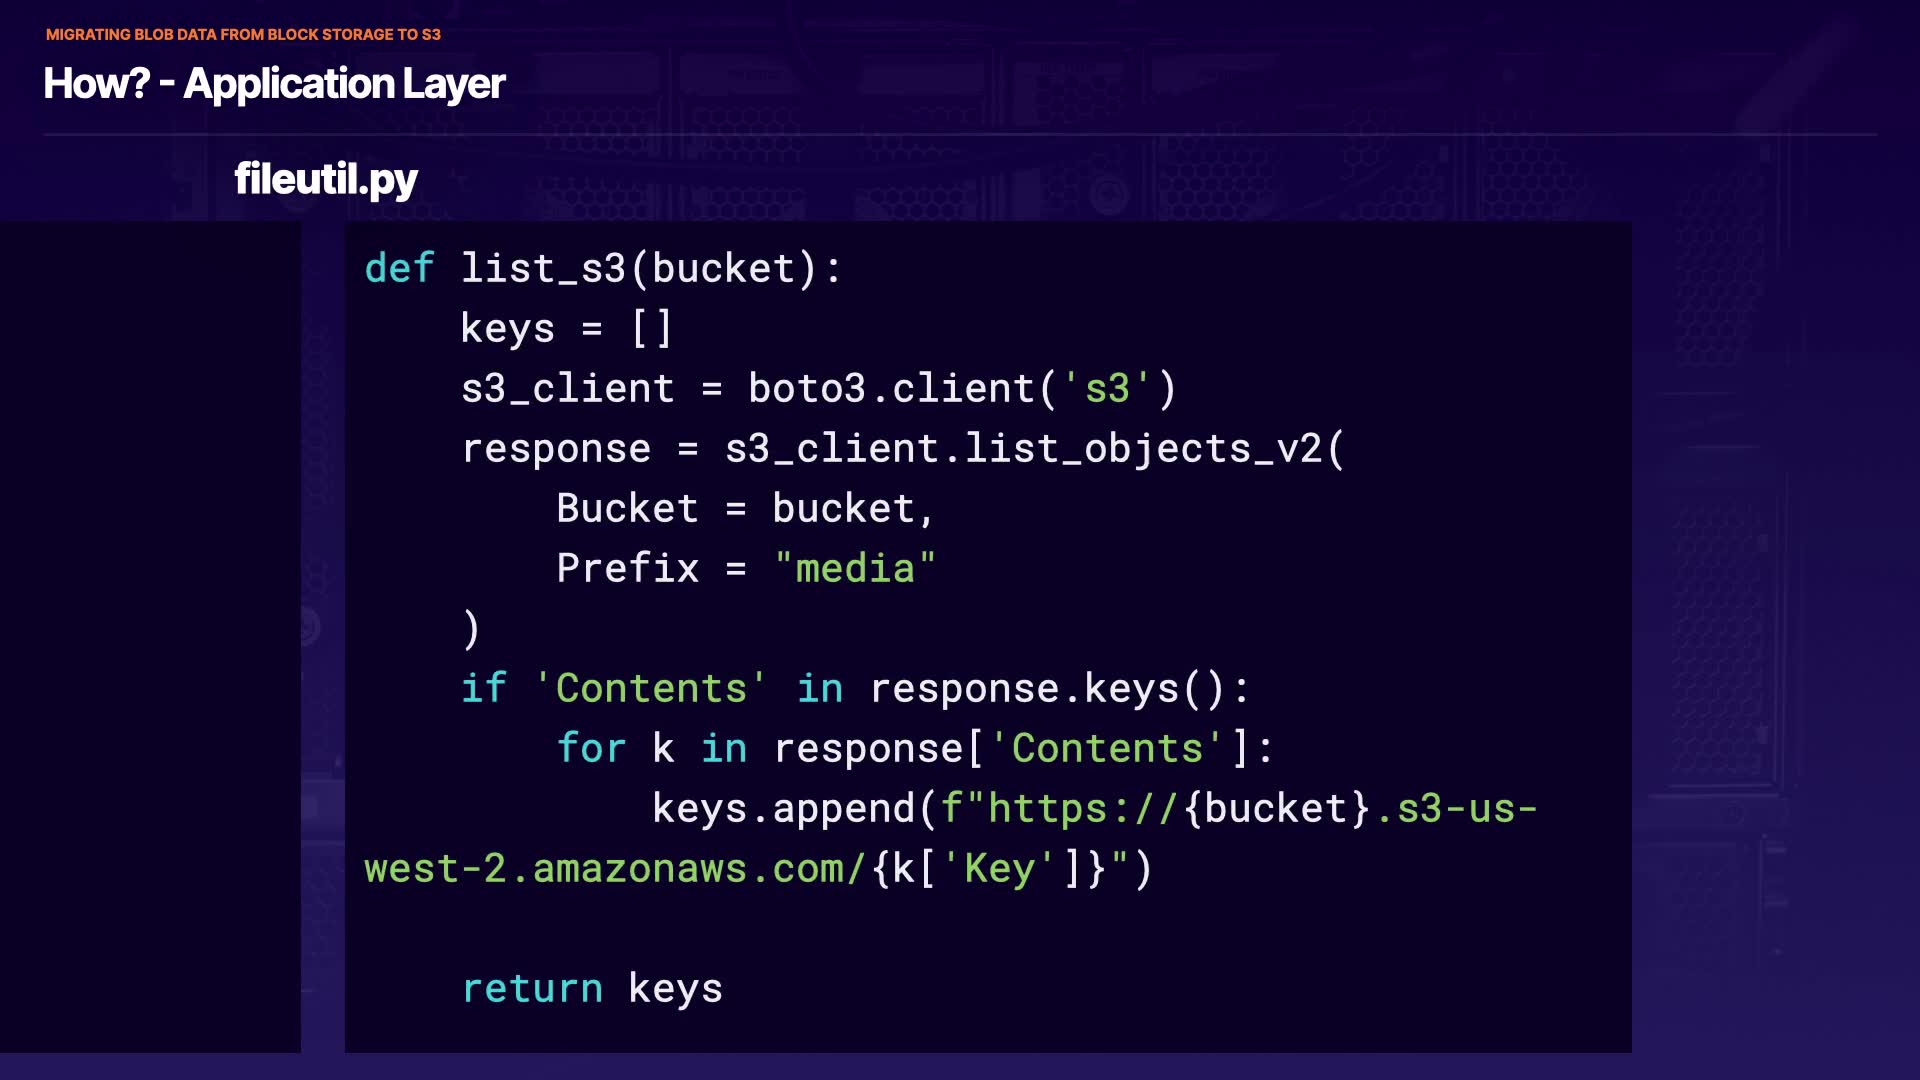 MIGRATING BLOB DATA FROM BLOCK STORAGE TO S3
How? - Application Layer
fileutil.py
def list_s3(bucket):
    keys = []
    s3_client = boto3.client('s3')
    response = s3_client.list_objects_v2(
        Bucket = bucket,
        Prefix = "media"
    )
    if 'Contents' in response.keys():
        for k in response['Contents']:
            keys.append(f"https://{bucket}.s3-us-
west-2.amazonaws.com/{k['Key']}")
    return keys